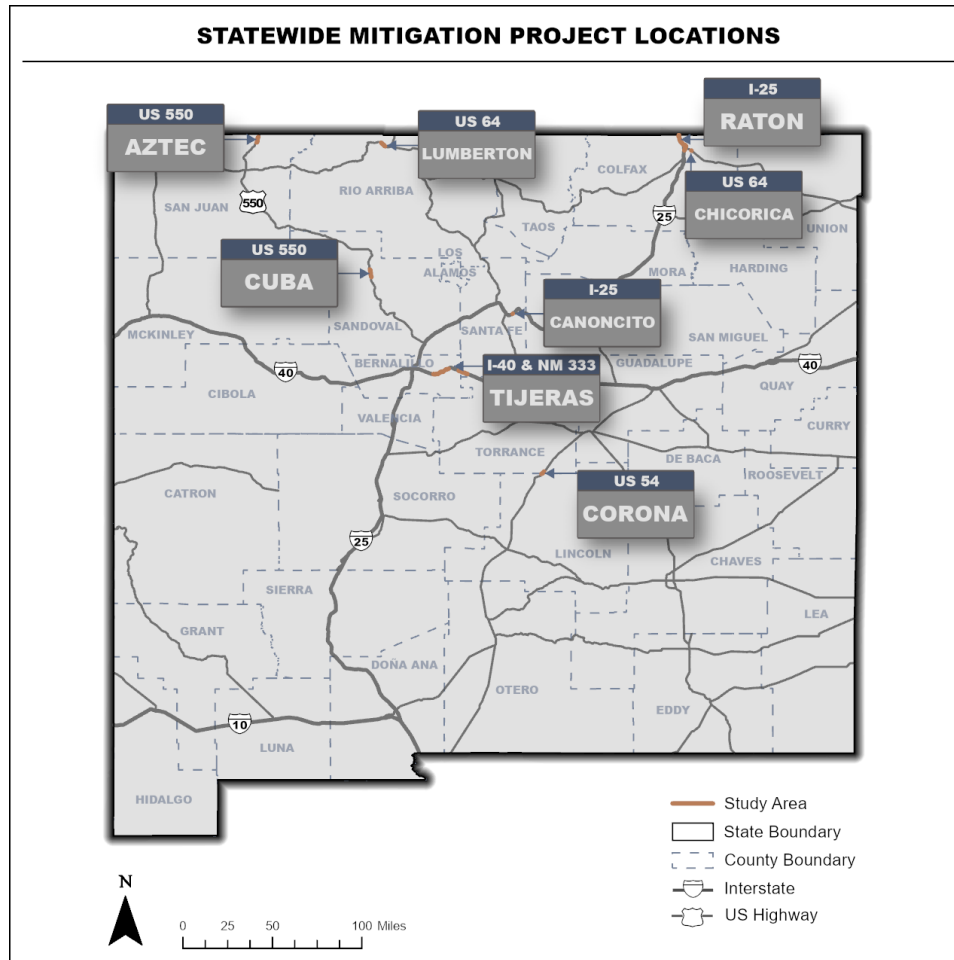 STATEWIDE MITIGATION PROJECT LOCATIONS
I-25
RATON
US 550
AZTEC
US 64
LUMBERTON
US 64
CHICORICA
COLFAX
RIO ARRIBA
SAN JUAN
550
25
TAOS
UNION
US 550
CUBA
LOS
ALAMOS
MORA
HARDING
I-25
CANONCITO
SANDOVAL
SANTA FE
MCKINLEY
SAN MIGUEL
I-40 & NM 333
TIJERAS
BERNALILLO
GUADALUPE
40
40
QUAY
CIBOLA
VALENCIA
CURRY
TORRANCE
DE BACA
ROOSEVELT
US 54
CORONA
CATRON
SOCORRO
25
LINCOLN
CHAVES
SIERRA
LEA
GRANT
DOÑA ANA
OTERO
EDDY
10
LUNA
HIDALGO
Study Area
State Boundary
County Boundary
Interstate
US Highway
N
0 25 50 100 Miles